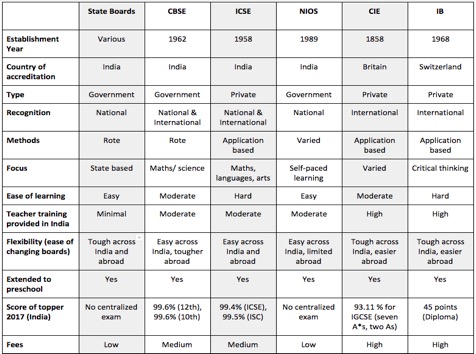 State Boards CBSE ICSE NIOS CIE IB
Establishment Various 1962 1958 1989 1858 1968
Year
Country of India India India India Britain Switzerland
accreditation
Type Government Government Private Government Private Private
Recognition National National & National & National International International
International International
Methods Rote Rote Application Varied Application Application
based based based
Focus State based Maths/ science Maths, Self-paced Varied Critical thinking
languages, arts learning
Ease of learning Easy Moderate Hard Easy Moderate Hard
Teacher training Minimal Moderate Moderate Moderate High High
provided in India
Flexibility (ease of Tough across Easy across Easy across Easy across Tough across Tough across
changing boards) India and India, tougher India and India, limited India, easier India, easier
abroad abroad abroad abroad abroad abroad
Extended to Yes Yes Yes Yes Yes Yes
preschool
Score of topper No centralized 99.6% (12th), 99.4% (ICSE), No centralized 93.11 % for 45 points
2017 (India) exam 99.6% (10th) 99.5% (ISC) exam IGCSE (seven (Diploma)
A*s, two As)
Fees Low Medium Medium Low High High